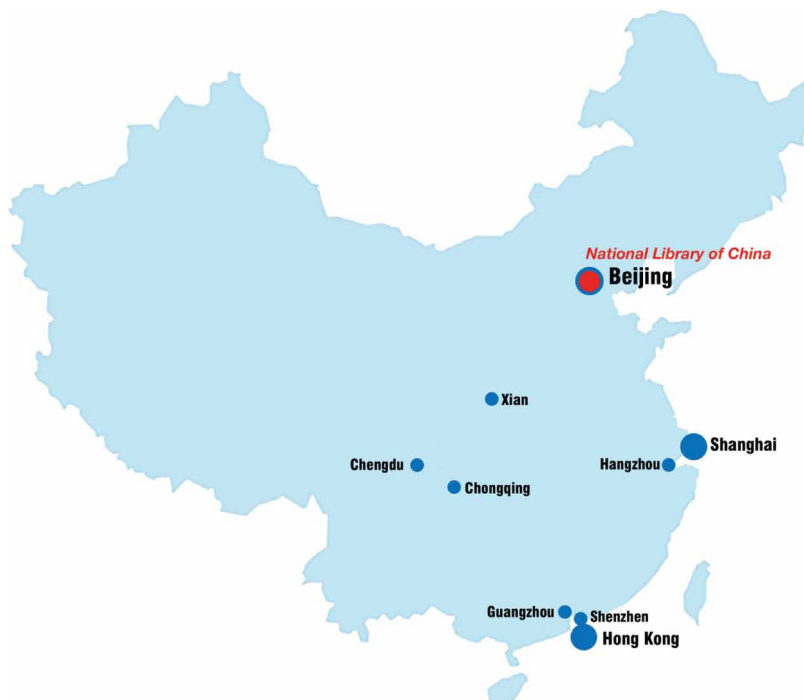 National Library of China
Beijing
Xian
Shanghai
Chengdu
Hangzhou
Chongqing
Guangzhou
Shenzhen
Hong Kong